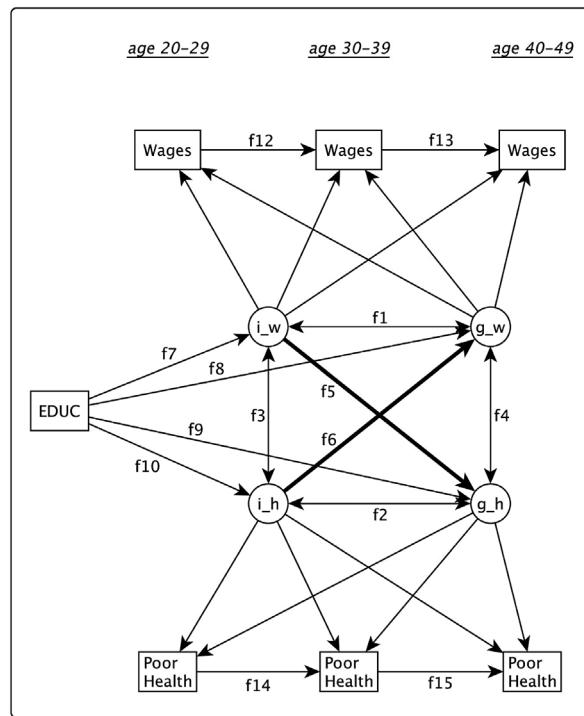 age 20-29 age 30-39 age 40-49
Wages f12 Wages f13 Wages
i_w f1 g_w
f7
f8
f5
EDUC f3 f6 f4
f9
f10
i_h f2 g_h
Poor Health f14 Poor Health f15 Poor Health